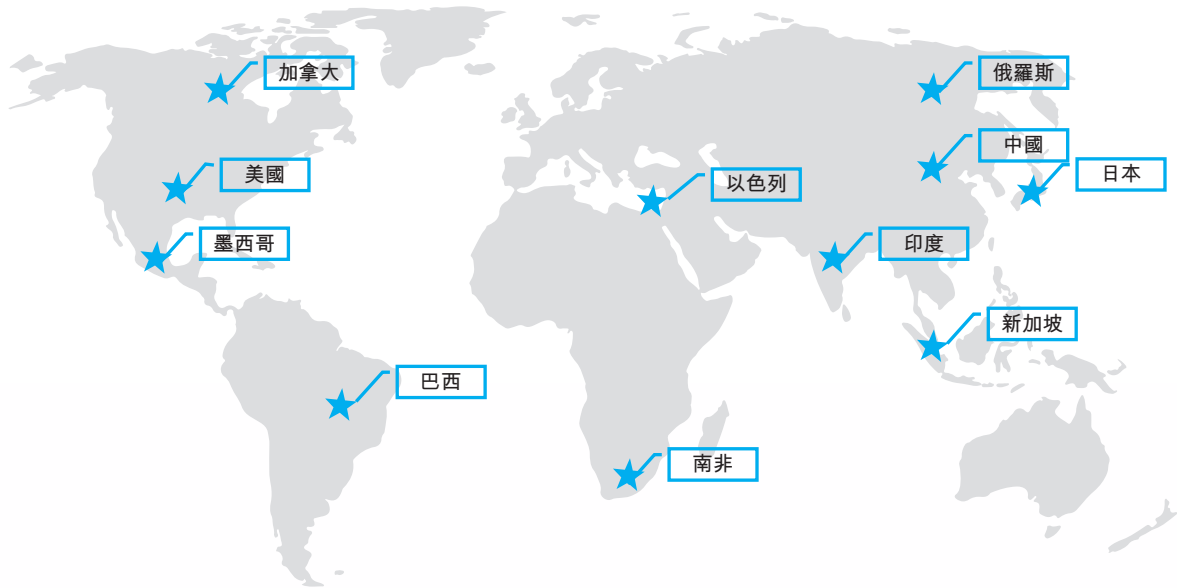 加拿大
俄羅斯
中國
美國
日本
以色列
墨西哥
印度
新加坡
巴西
南非